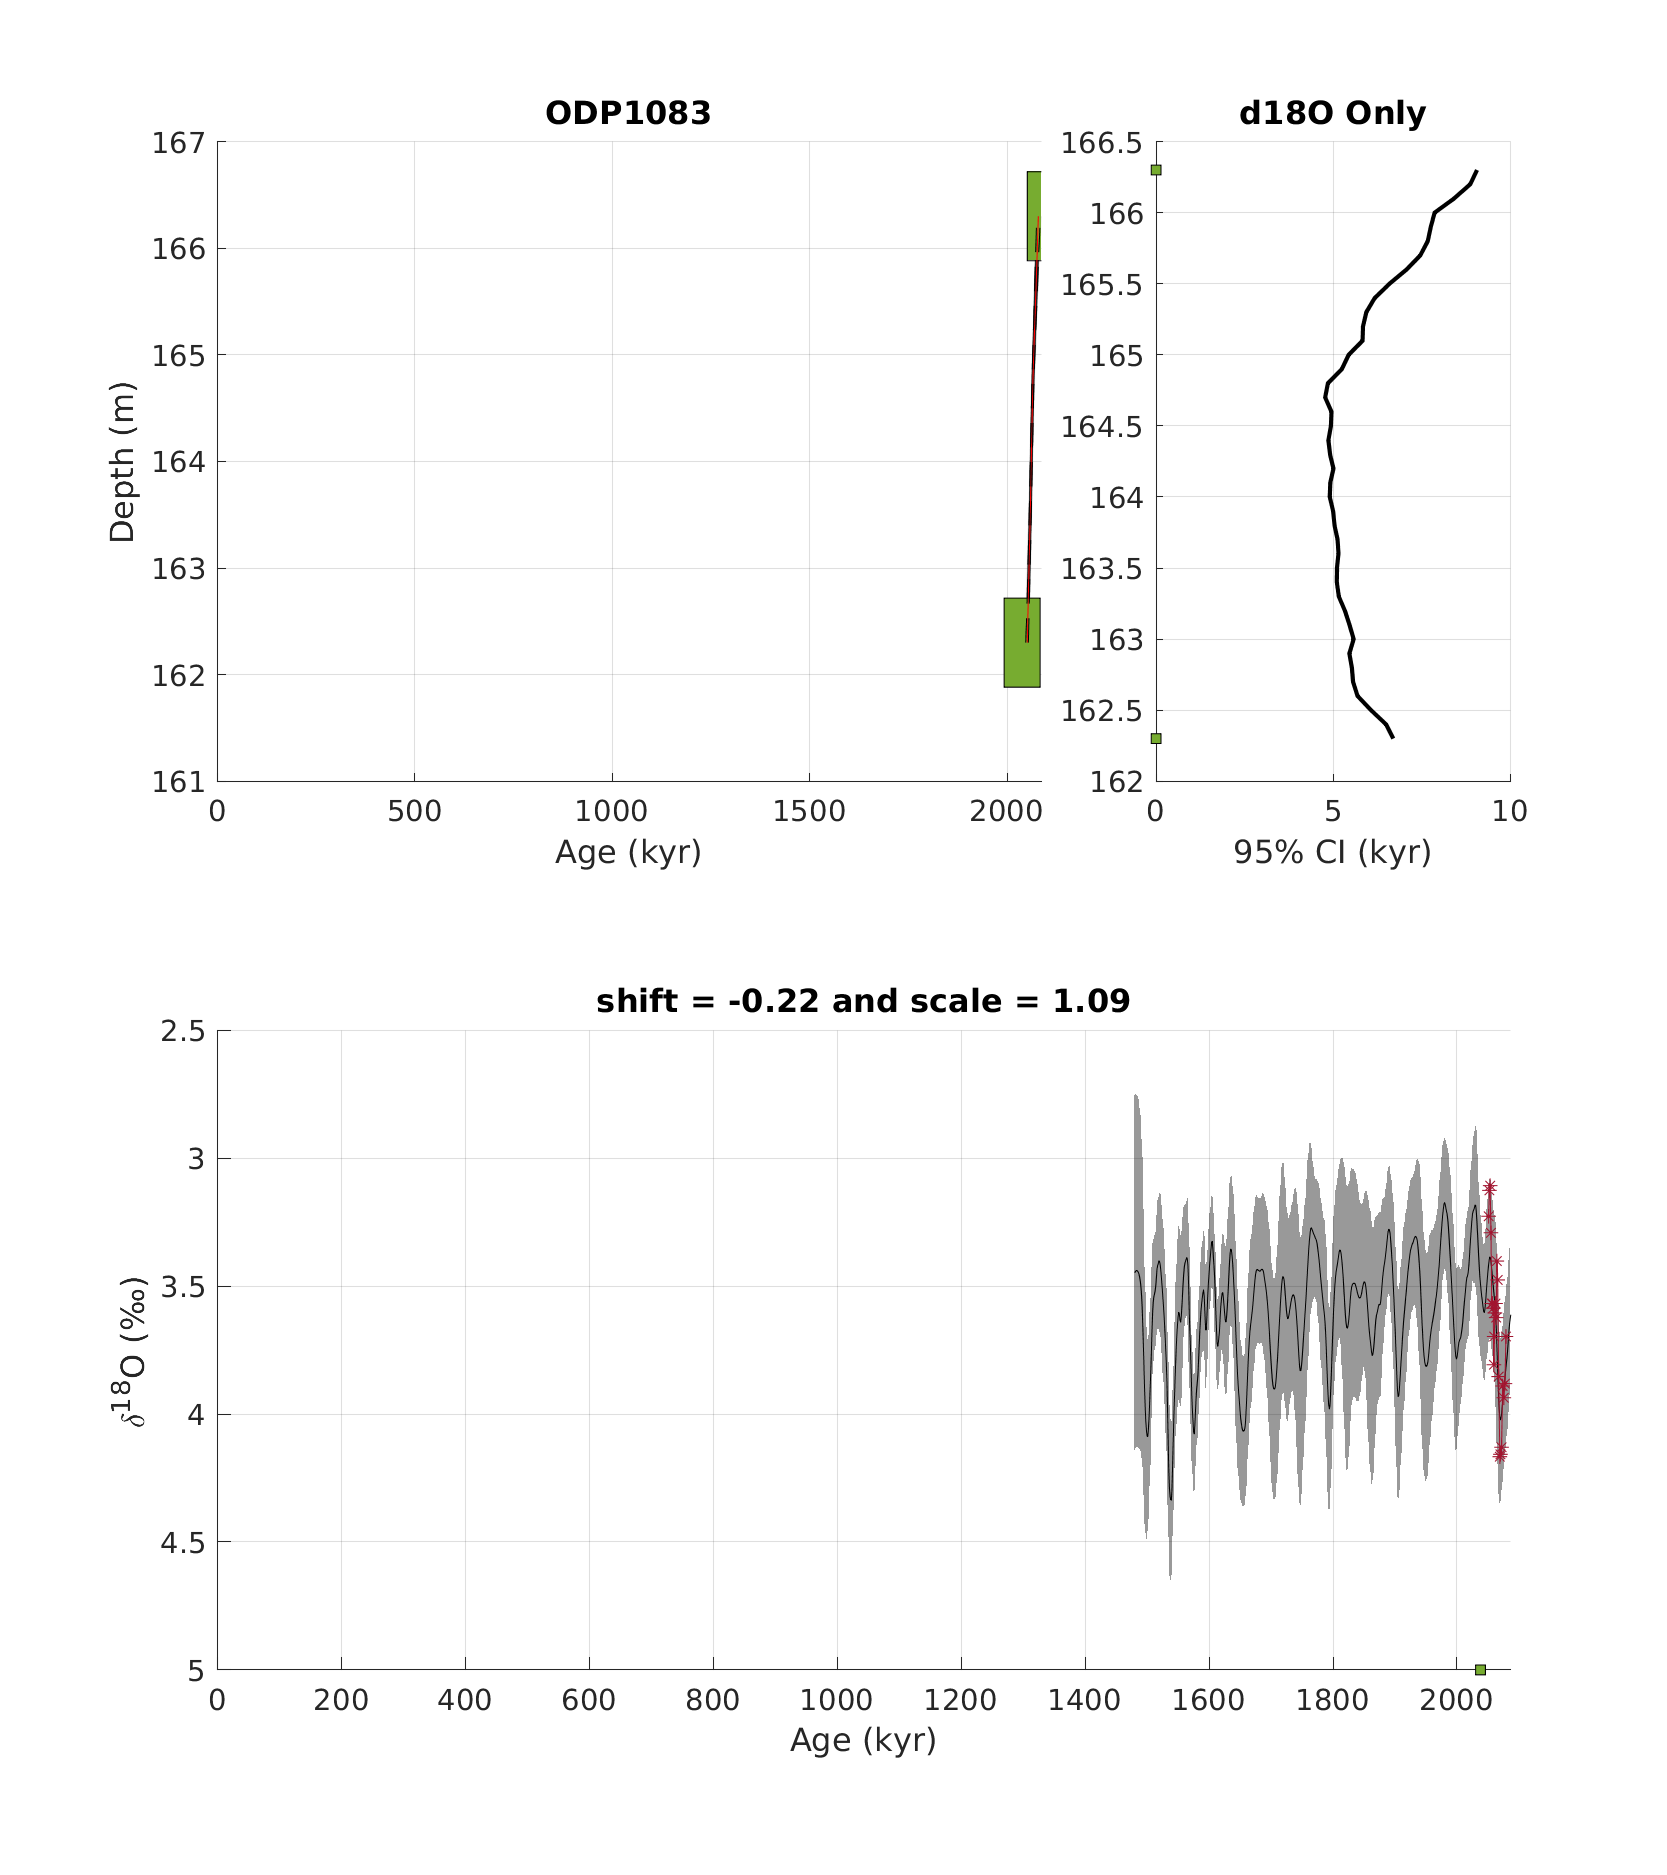 ODP1083
d18O Only
167
166
165
164
163
162
161
Depth (m)
0 500 1000 1500 2000
Age (kyr)
166.5
166
165.5
165
164.5
164
163.5
163
162.5
162
0 5 10
95% CI (kyr)
shift = -0.22 and scale = 1.09
2.5
3
3.5
4
4.5
5
δ18O (‰)
0 200 400 600 800 1000 1200 1400 1600 1800 2000
Age (kyr)